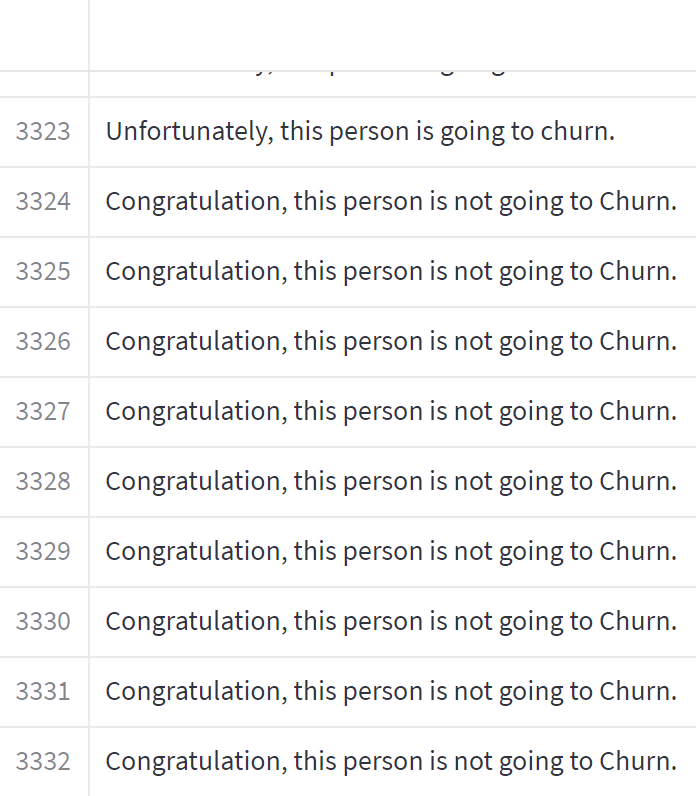 3323 Unfortunately, this person is going to churn.
3324 Congratulation, this person is not going to Churn.
3325 Congratulation, this person is not going to Churn.
3326 Congratulation, this person is not going to Churn.
3327 Congratulation, this person is not going to Churn.
3328 Congratulation, this person is not going to Churn.
3329 Congratulation, this person is not going to Churn.
3330 Congratulation, this person is not going to Churn.
3331 Congratulation, this person is not going to Churn.
3332 Congratulation, this person is not going to Churn.